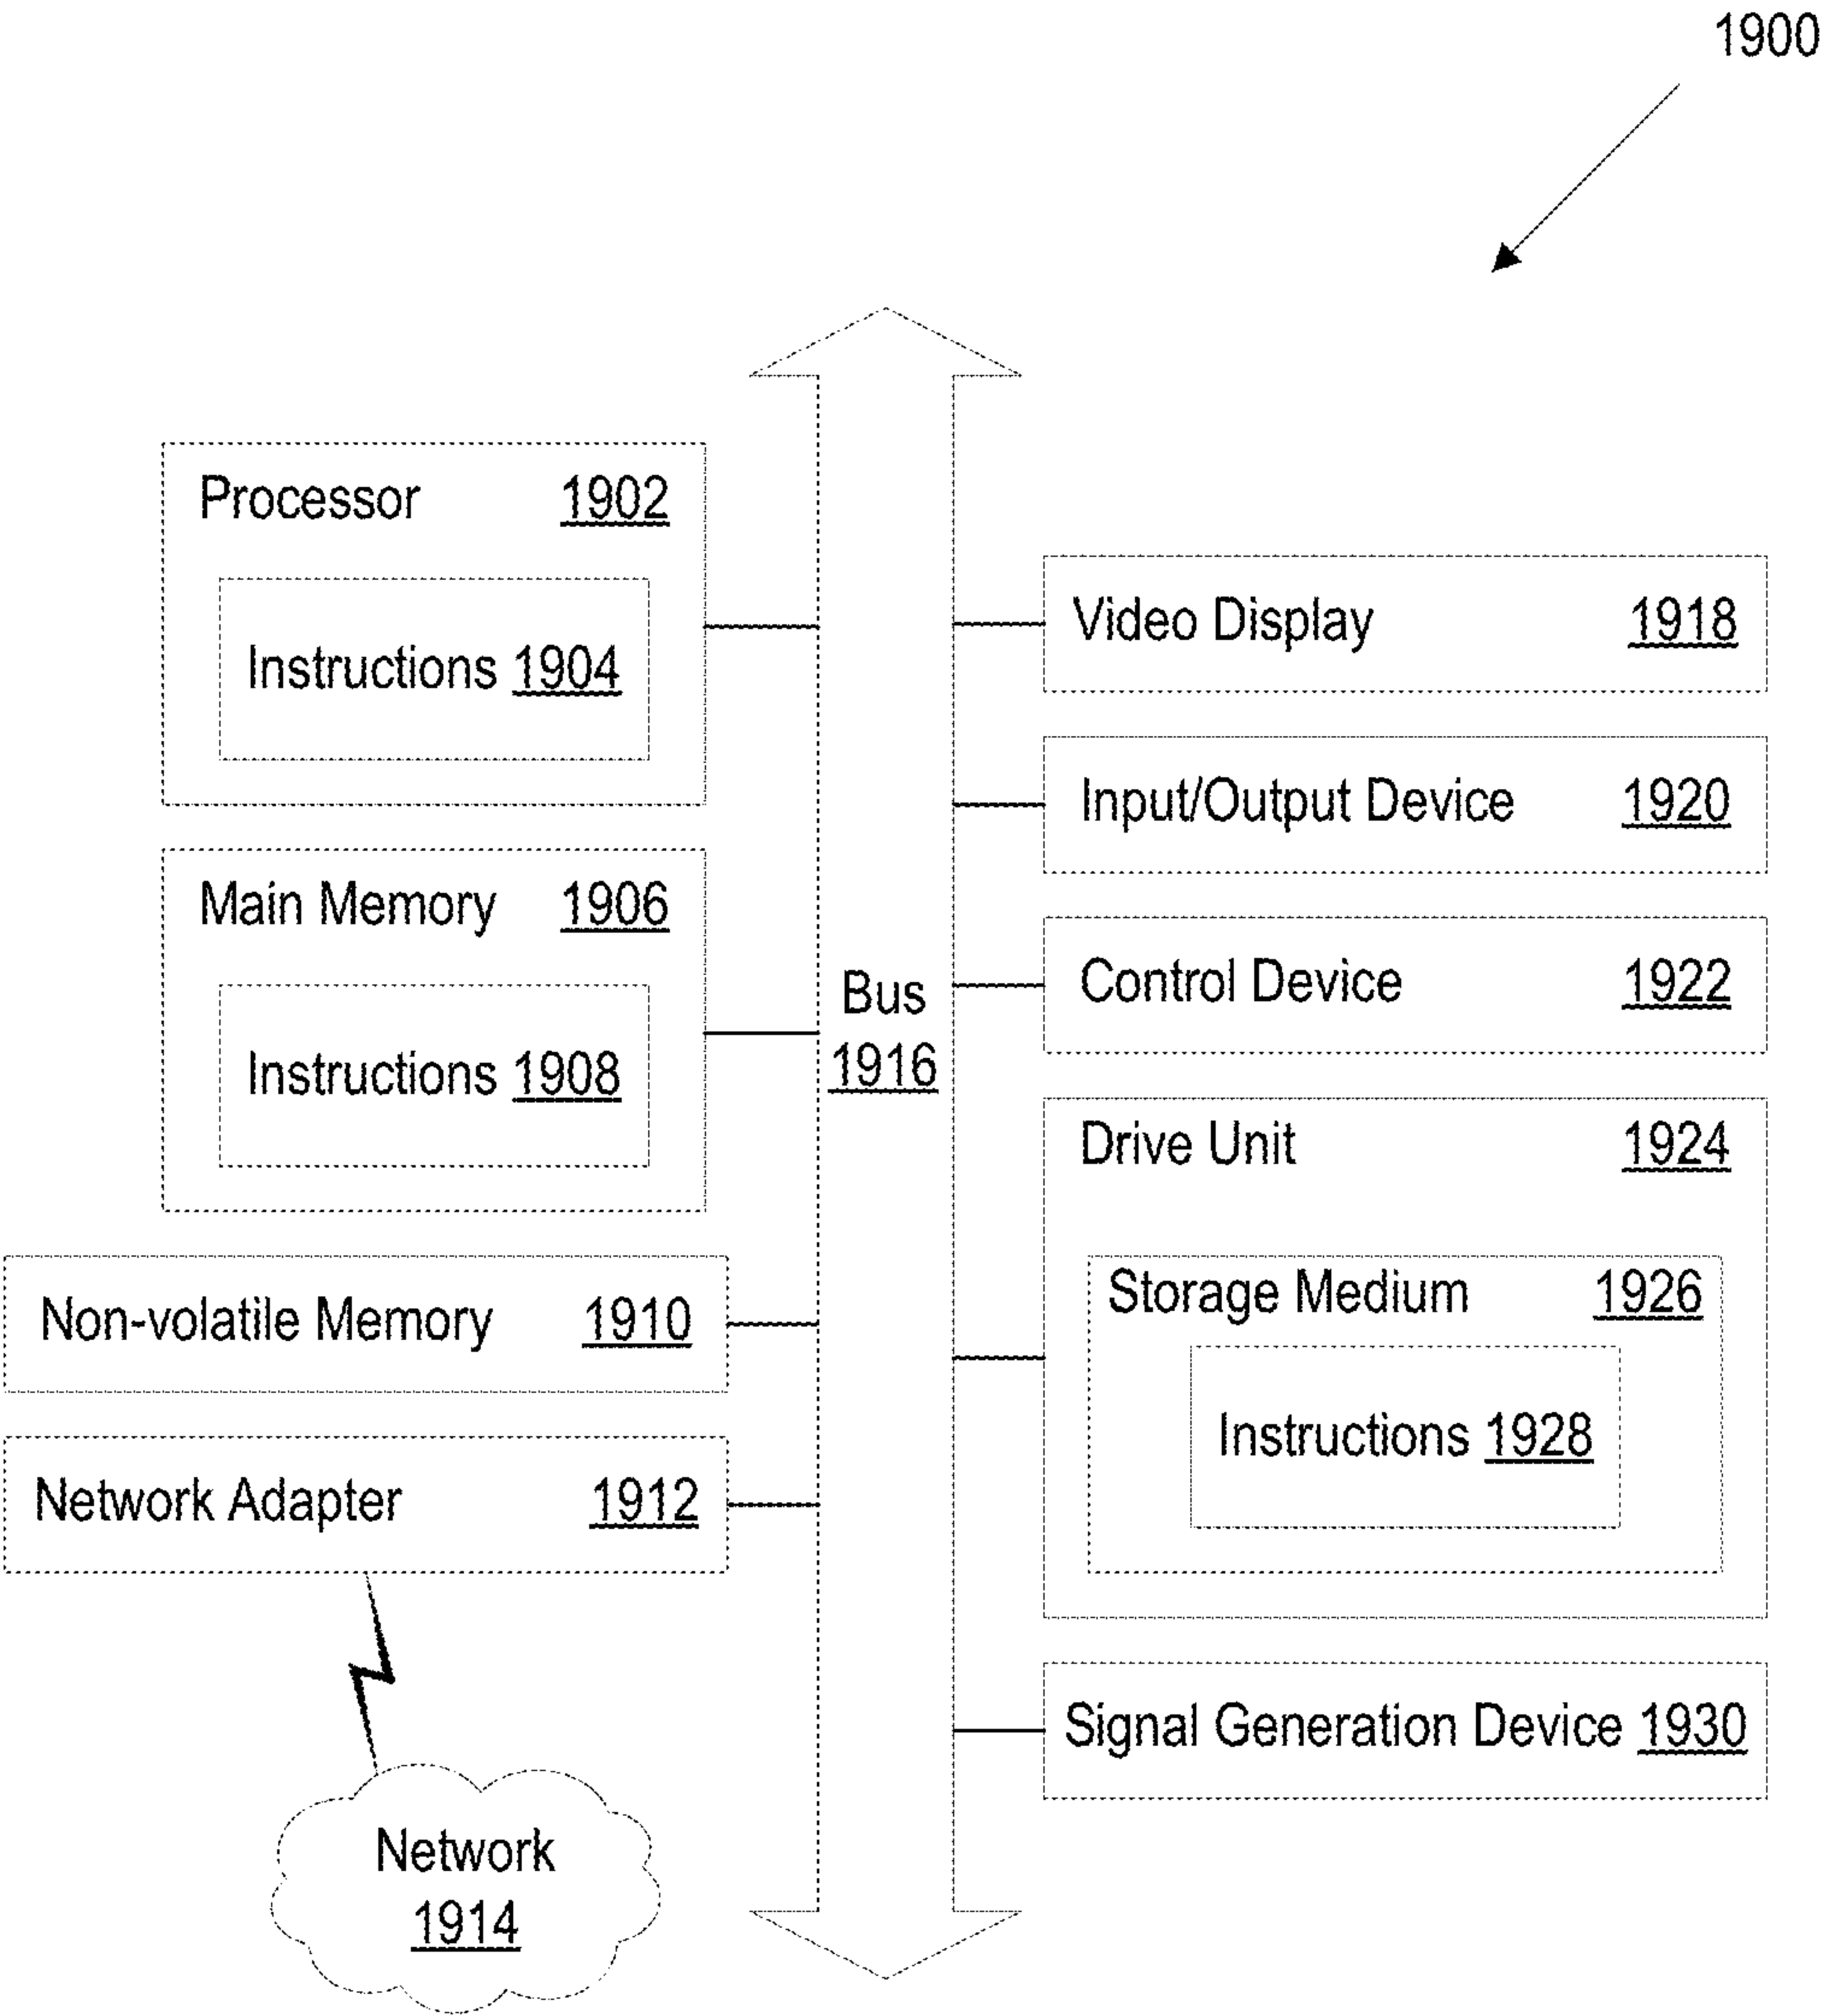 1900
Processor 1902
Instructions 1904
Main Memory 1906
Instructions 1908
Non-volatile Memory 1910
Network Adapter 1912
Network
1914
Bus
1916
Video Display 1918
Input/Output Device 1920
Control Device 1922
Drive Unit 1924
Storage Medium 1926
Instructions 1928
Signal Generation Device 1930